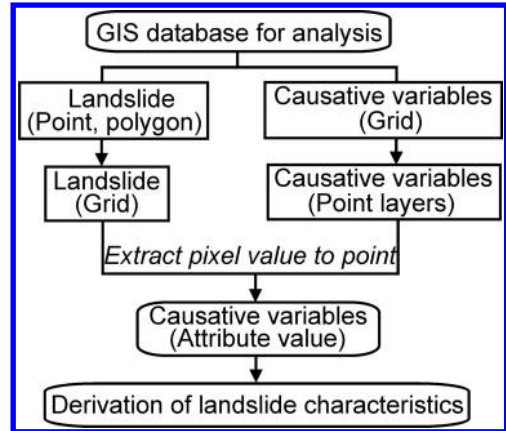 GIS database for analysis
Landslide
(Point, polygon)
Causative variables
(Grid)
Landslide
(Grid)
Causative variables
(Point layers)
Extract pixel value to point
Causative variables
(Attribute value)
Derivation of landslide characteristics